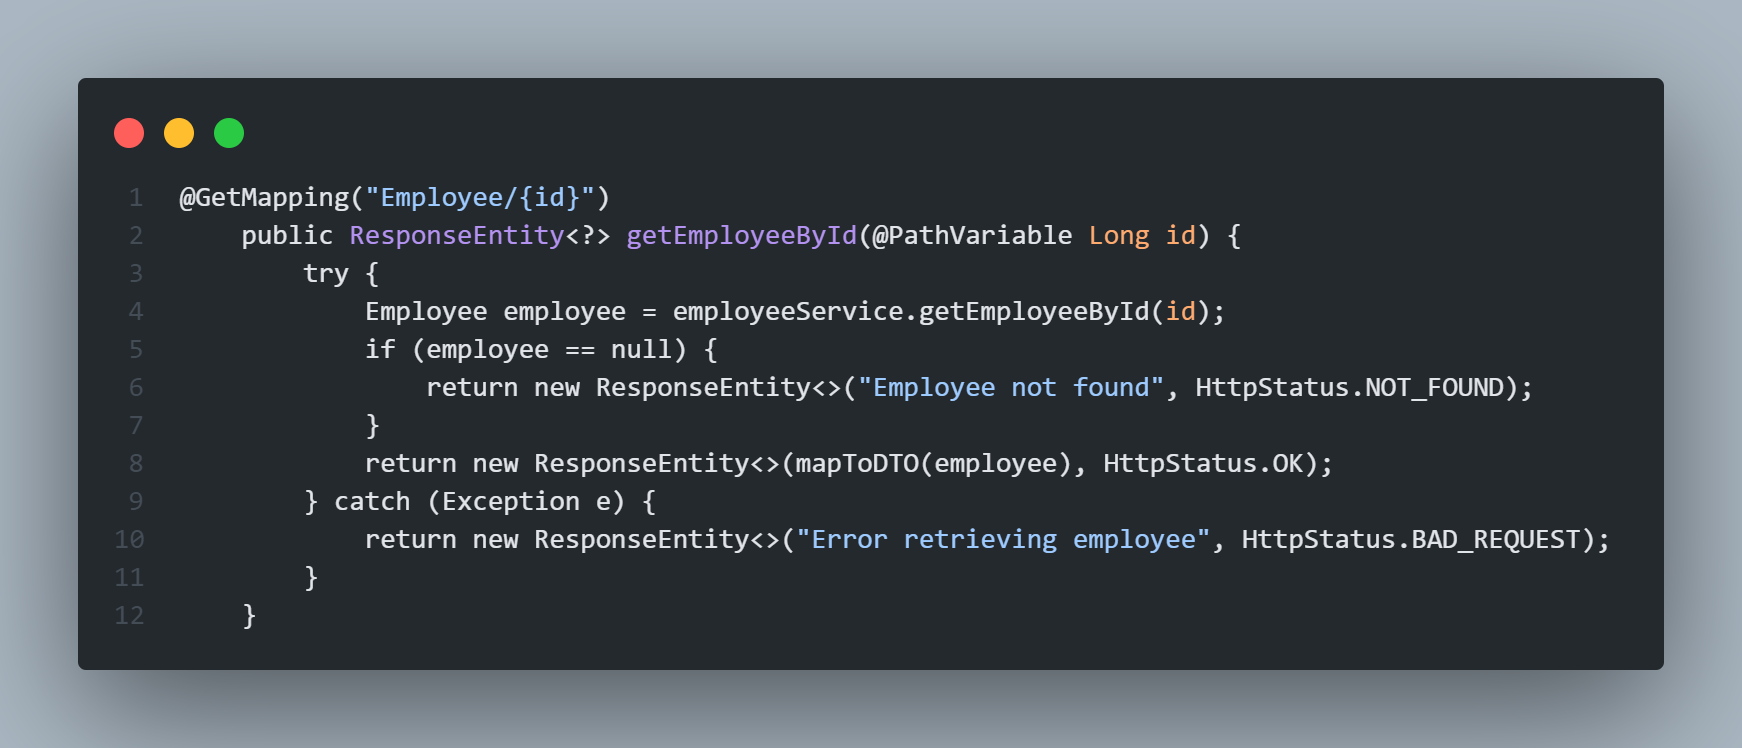 1 @GetMapping("Employee/{id}")
2     public ResponseEntity<?> getEmployeeById(@PathVariable Long id) {
3         try {
4             Employee employee = employeeService.getEmployeeById(id);
5             if (employee == null) {
6                 return new ResponseEntity<>("Employee not found", HttpStatus.NOT_FOUND);
7             }
8             return new ResponseEntity<>(mapToDTO(employee), HttpStatus.OK);
9         } catch (Exception e) {
10             return new ResponseEntity<>("Error retrieving employee", HttpStatus.BAD_REQUEST);
11         }
12     }